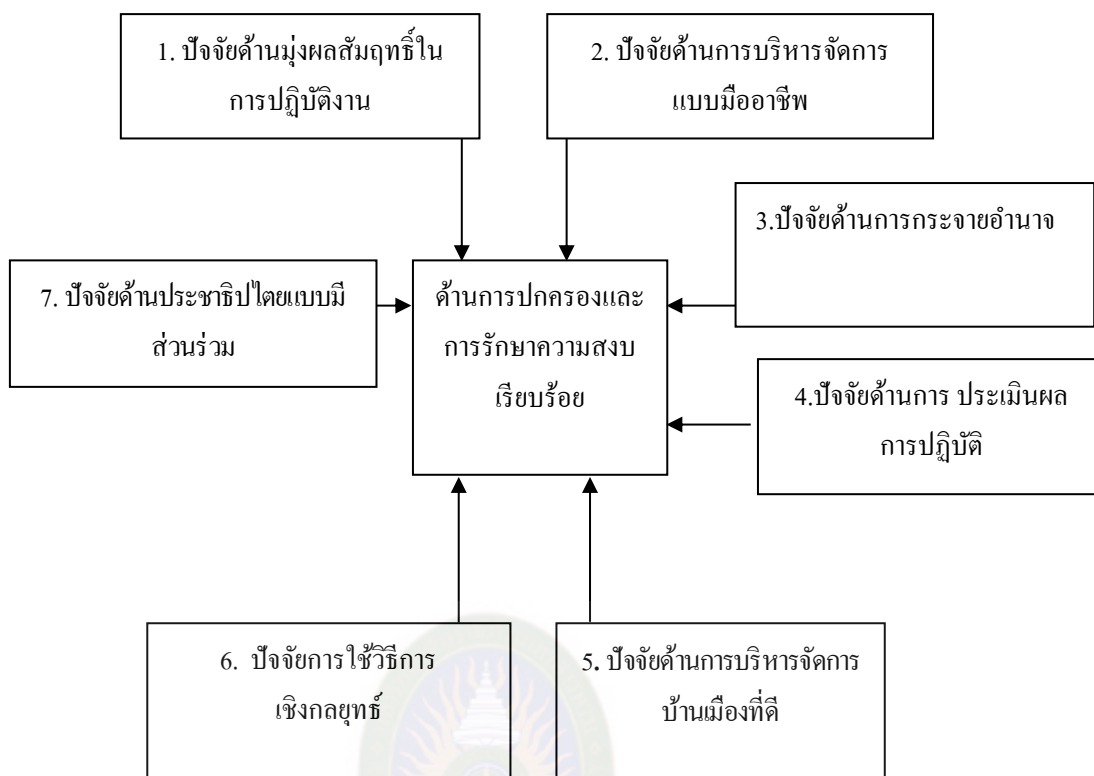 1. ปัจจัยด้านมุ่งผลสัมฤทธิ์ใน
การปฏิบัติงาน
2. ปัจจัยด้านการบริหารจัดการ
แบบมืออาชีพ
3.ปัจจัยด้านการกระจายอำนาจ
7. ปัจจัยด้านประชาธิปไตยแบบมี
ส่วนร่วม
ด้านการปกครองและ
การรักษาความสงบ
เรียบร้อย
4.ปัจจัยด้านการ ประเมินผล
การปฏิบัติ
6. ปัจจัยการใช้วิธีการ
เชิงกลยุทธ์
5. ปัจจัยด้านการบริหารจัดการ
บ้านเมืองที่ดี